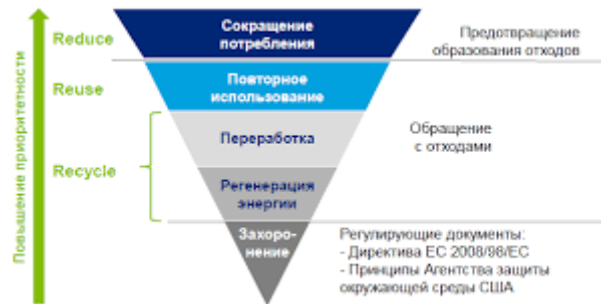 Повышение приоритетности
Reduce
Сокращение
потребления
Предотвращение
образования отходов
Reuse
Повторное
использование
Recycle
Переработка
Регенерация
энергии
Обращение
с отходами
Захоро-
нение
Регулирующие документы:
- Директива ЕС 2008/98/ЕС
- Принципы Агентства защиты
окружающей среды США